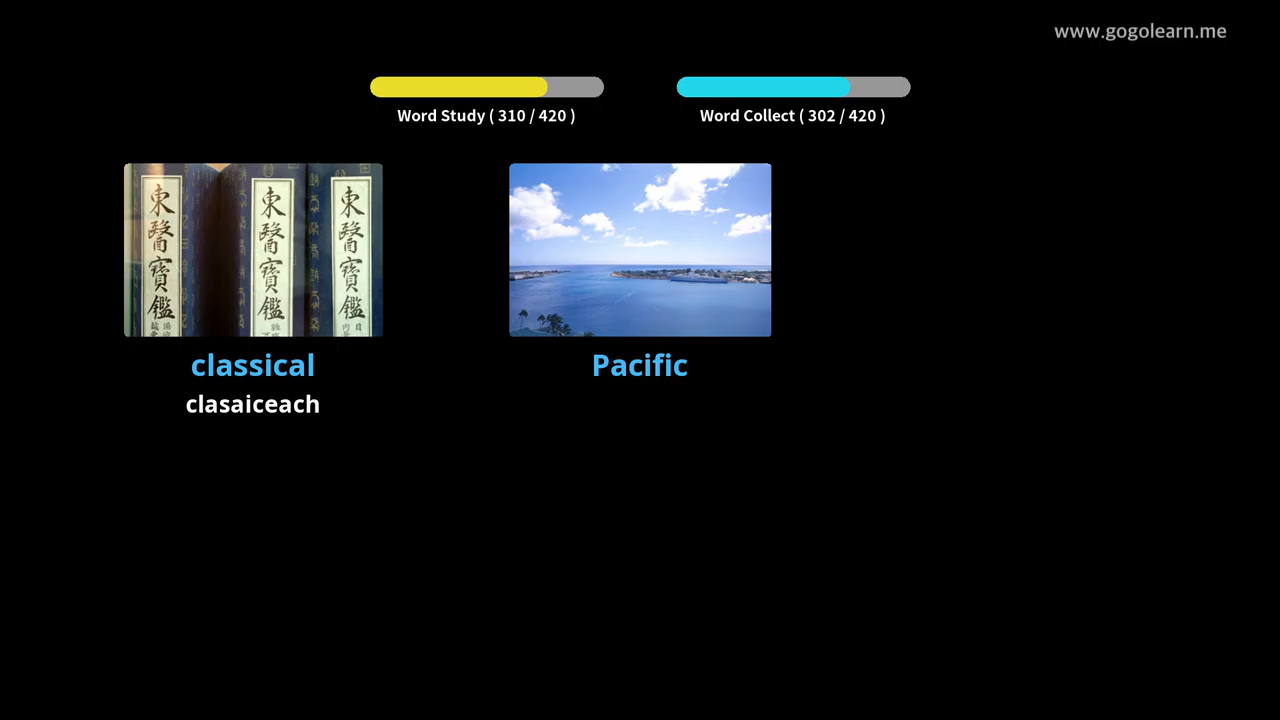 www.gogolearn.me
Word Study ( 310 / 420 )
Word Collect ( 302 / 420 )
東醫寶鑑
東醫寶鑑
東醫寶鑑
classical
Pacific
clasaiceach